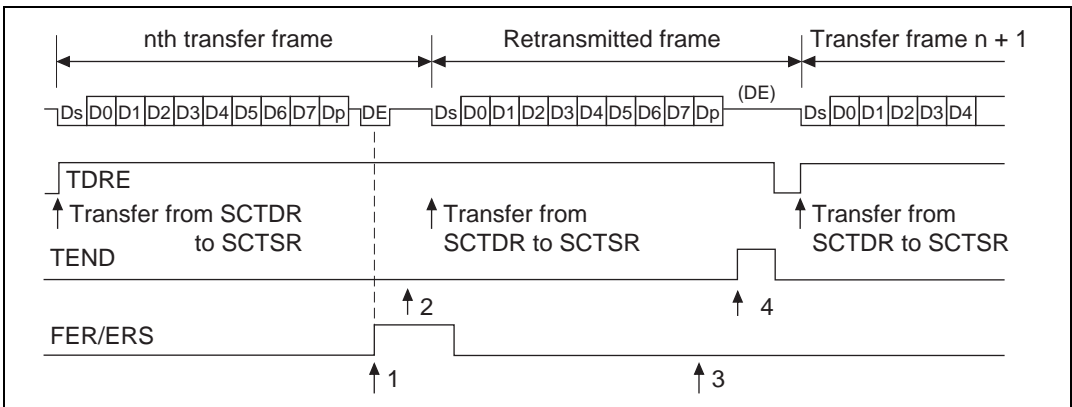 nth transfer frame Retransmitted frame Transfer frame n + 1
(DE)
Ds D0 D1 D2 D3 D4 D5 D6 D7 Dp DE Ds D0 D1 D2 D3 D4 D5 D6 D7 Dp Ds D0 D1 D2 D3 D4
TDRE
Transfer from SCTDR Transfer from Transfer from
to SCTSR SCTDR to SCTSR SCTDR to SCTSR
TEND
2 4
FER/ERS
1 3